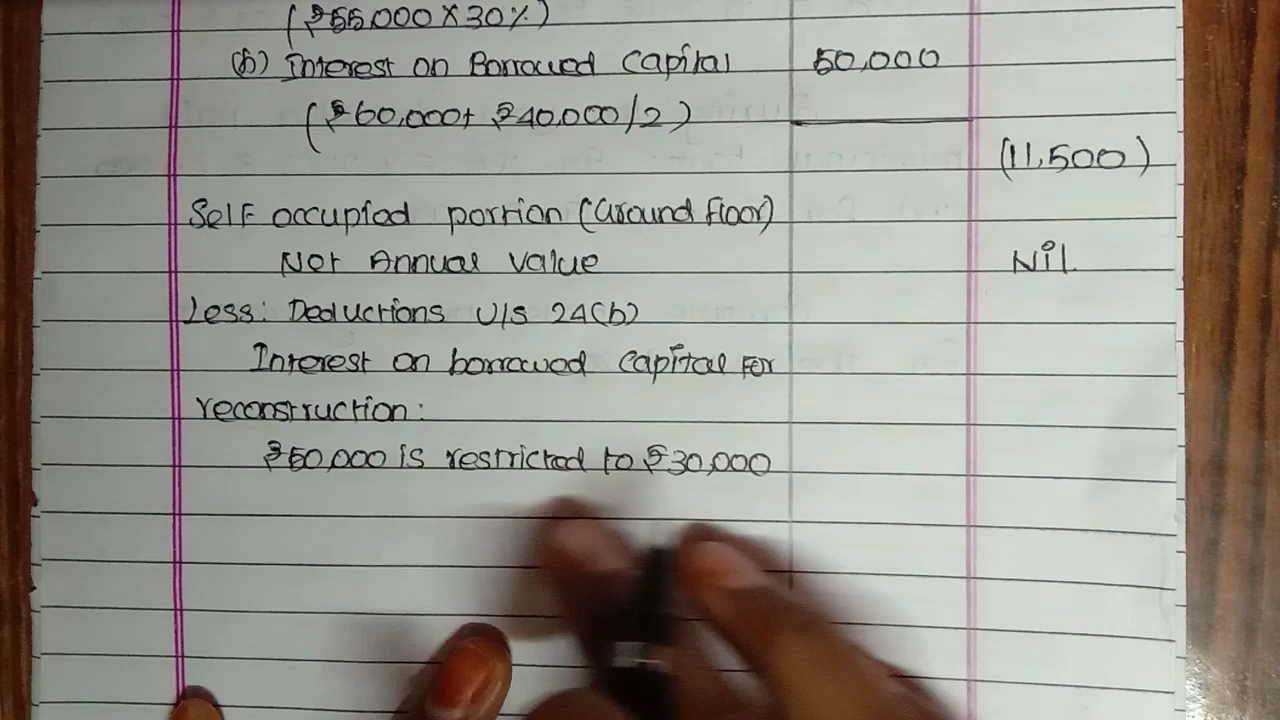 (₹55,000 X 30%)
(b) Interest on Borrowed Capital 50,000
(₹60,000+ ₹40,000/2)
(11,500)
Self occupied portion (Ground Floor)
Net Annual Value Nil
Less: Deductions U/S 24(b)
Interest on borrowed capital For
reconstruction:
₹50,000 is restricted to ₹30,000